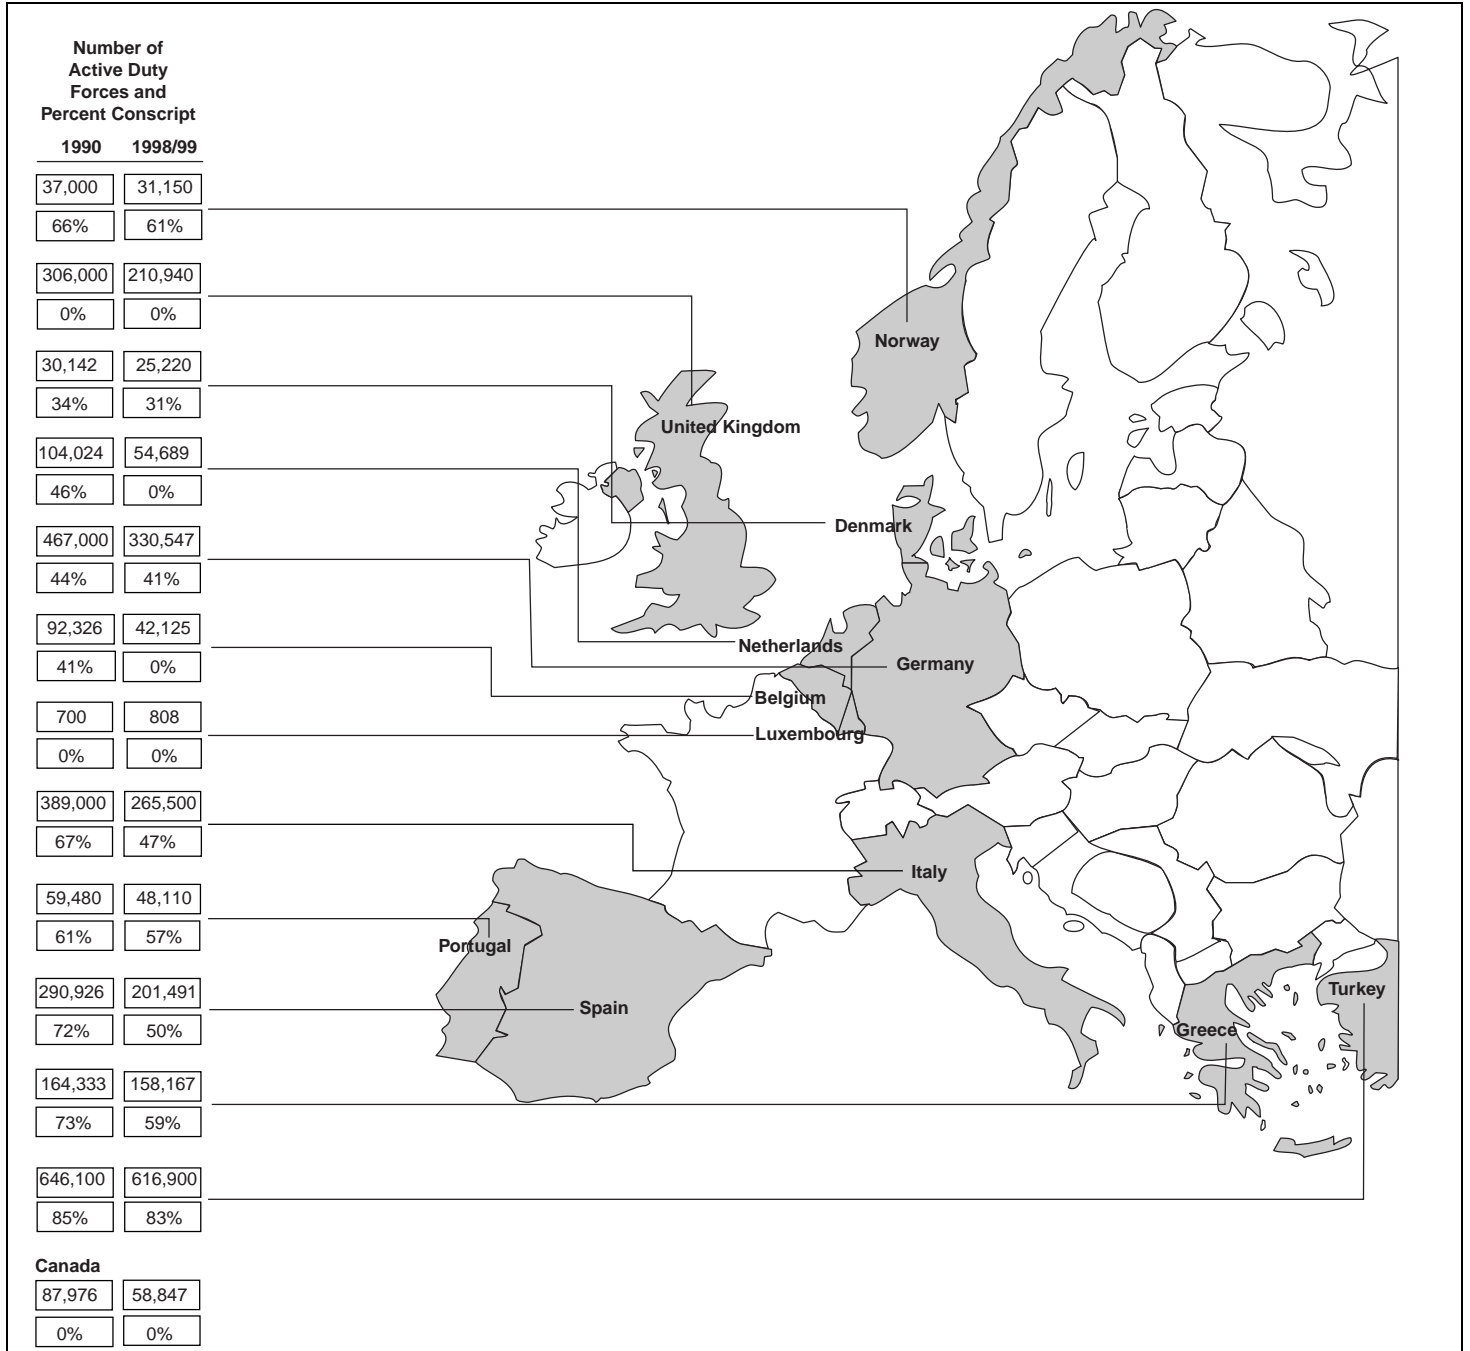 Number of
Active Duty
Forces and
Percent Conscript
1990 1998/99
37,000 31,150
66% 61%
306,000 210,940
0% 0%
30,142 25,220
34% 31%
104,024 54,689
46% 0%
467,000 330,547
44% 41%
92,326 42,125
41% 0%
700 808
0% 0%
389,000 265,500
67% 47%
59,480 48,110
61% 57%
290,926 201,491
72% 50%
164,333 158,167
73% 59%
646,100 616,900
85% 83%
Canada
87,976 58,847
0% 0%
Norway
United Kingdom
Denmark
Netherlands
Germany
Belgium
Luxembourg
Italy
Portugal
Spain
Turkey
Greece